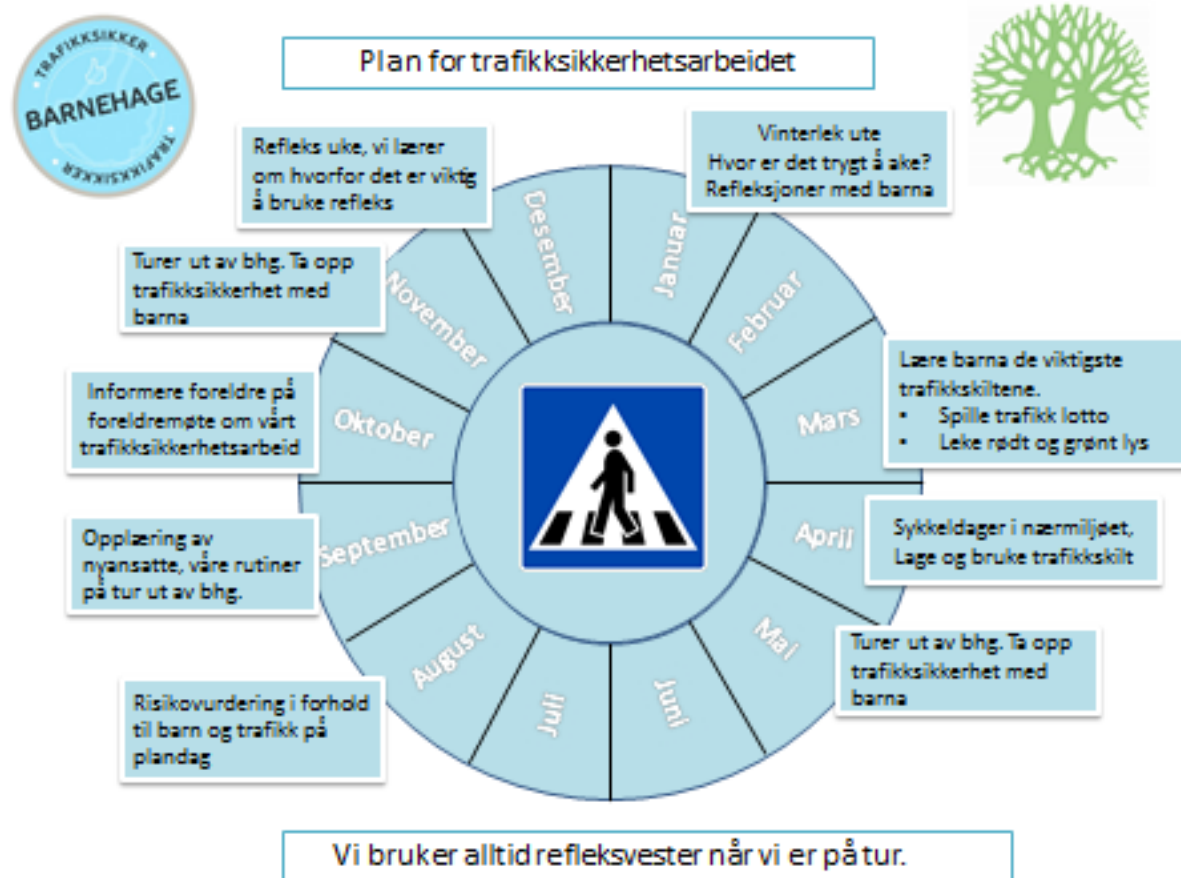 TRAFIKKSIKKER
BARNEHAGE
TRAFIKKSIKKER
Plan for trafikksikkerhetsarbeidet
Vinterlek ute
Hvor er det trygt å ake?
Refleksjoner med barna
Refleks uke, vi lærer
om hvorfor det er viktig
å bruke refleks
Turer ut av bhg. Ta opp
trafikksikkerhet med
barna
Informere foreldre på
foreldremøte om vårt
trafikksikkerhetsarbeid
Opplæring av
nyansatte, våre rutiner
på tur ut av bhg.
Risikovurdering i forhold
til barn og trafikk på
plandag
Januar
Februar
Mars
April
Mai
Juni
Juli
August
September
Oktober
November
Desember
Lære barna de viktigste
trafikkskiltene.
• Spille trafikk lotto
• Leke rødt og grønt lys
Sykkeldager i nærmiljøet,
Lage og bruke trafikkskilt
Turer ut av bhg. Ta opp
trafikksikkerhet med
barna
Vi bruker alltid refleksvester når vi er på tur.